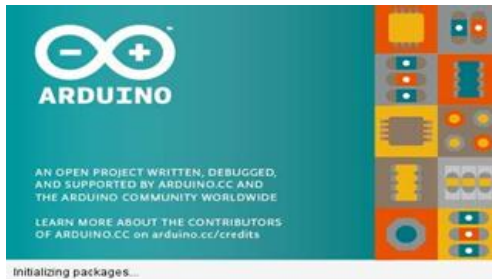 ARDUINO
AN OPEN PROJECT WRITTEN, DEBUGGED,
AND SUPPORTED BY ARDUINO.CC AND
THE ARDUINO COMMUNITY WORLDWIDE
LEARN MORE ABOUT THE CONTRIBUTORS
OF ARDUINO.CC on arduino.cc/credits
Initializing packages...